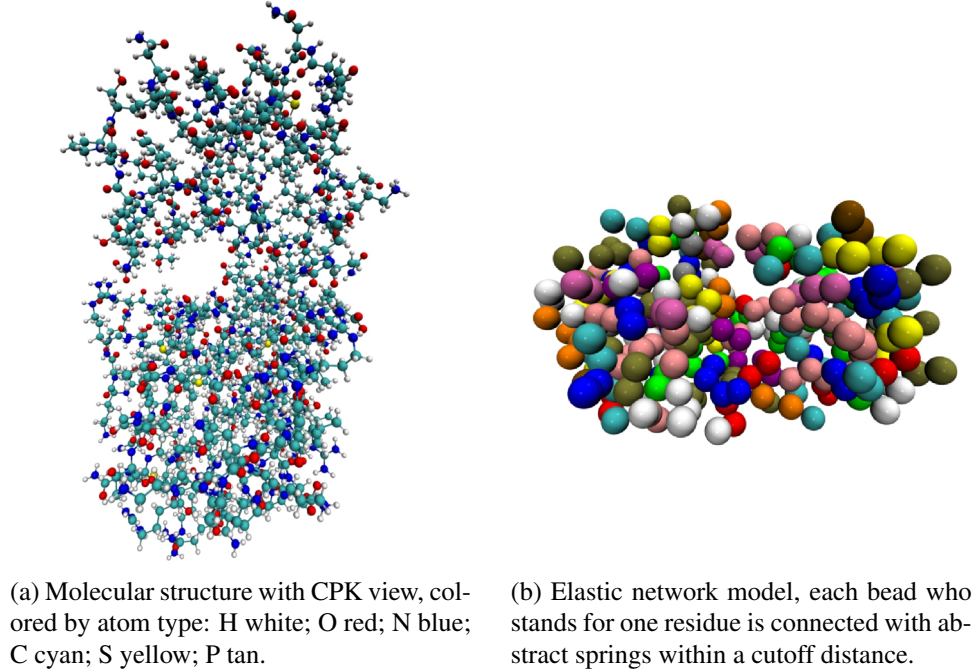 (a) Molecular structure with CPK view, col-
ored by atom type: H white; O red; N blue;
C cyan; S yellow; P tan.
(b) Elastic network model, each bead who
stands for one residue is connected with ab-
stract springs within a cutoff distance.